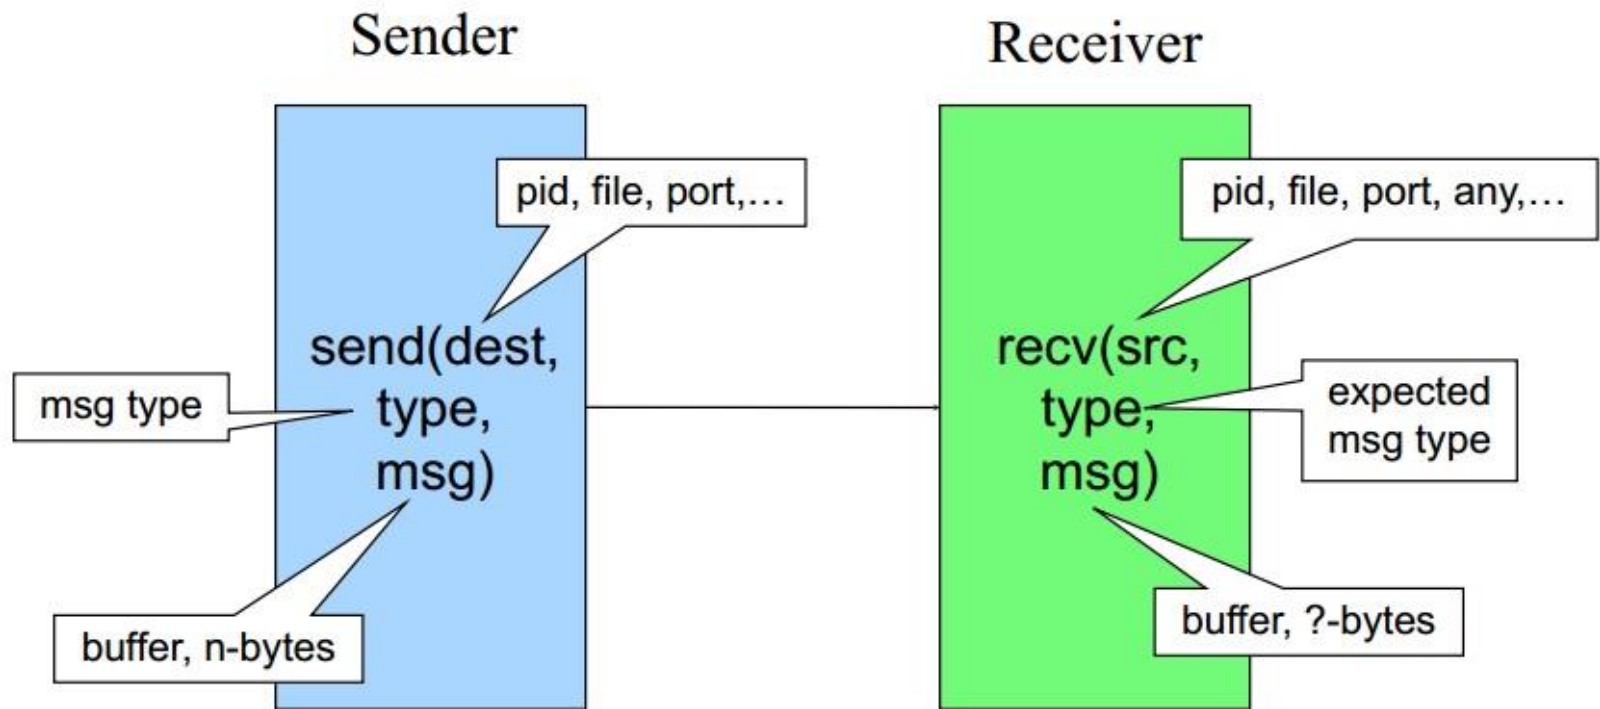 Sender
Receiver
pid, file, port,…
pid, file, port, any,…
send(dest,
type,
msg)
recv(src,
type,
msg)
msg type
expected
msg type
buffer, n-bytes
buffer, ?-bytes